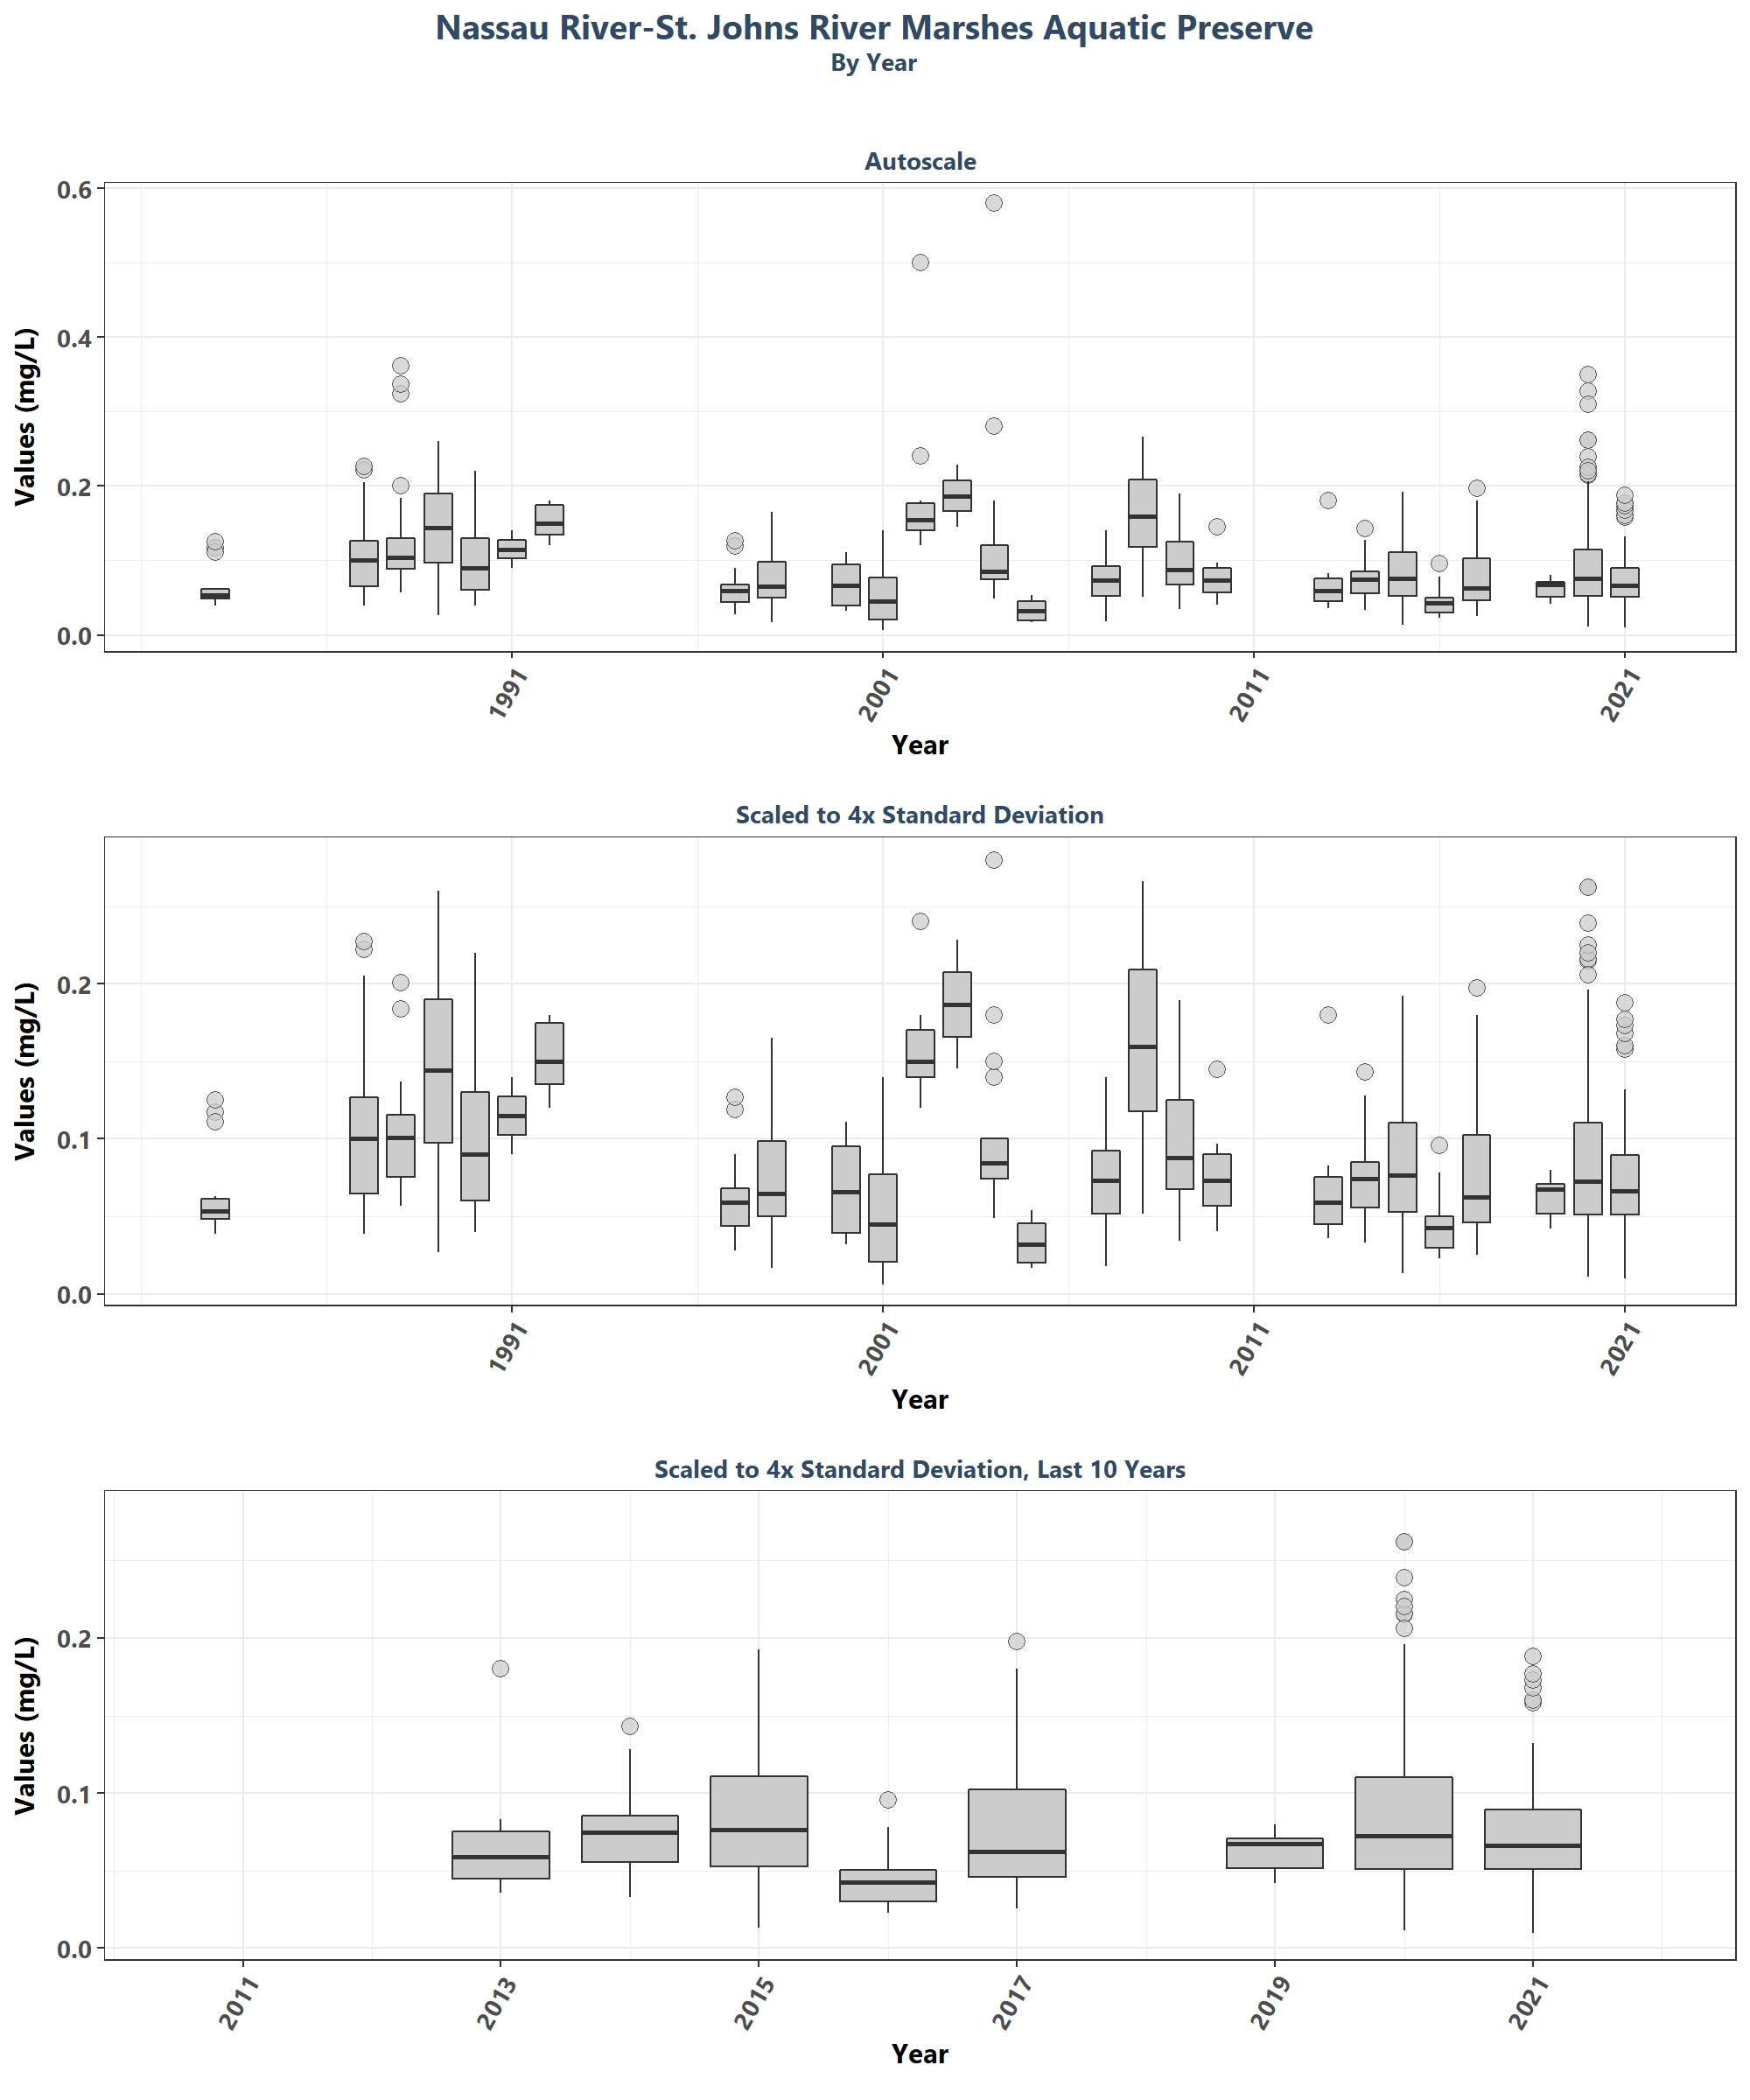 Nassau River-St. Johns River Marshes Aquatic Preserve
By Year
Autoscale
Values (mg/L)
0.6
0.4
0.2
0.0
1991
2001
2011
2021
Year
Scaled to 4x Standard Deviation
Values (mg/L)
0.2
0.1
0.0
1991
2001
2011
2021
Year
Scaled to 4x Standard Deviation, Last 10 Years
Values (mg/L)
0.2
0.1
0.0
2011
2013
2015
2017
2019
2021
Year